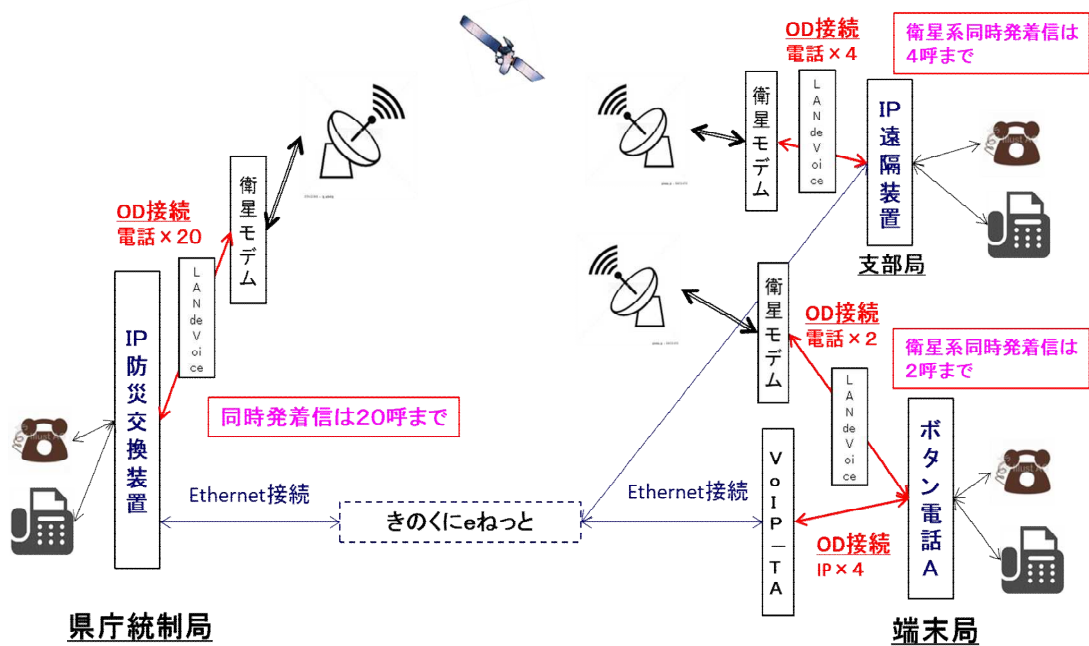 OD接続
電話×20
衛星モデム
LANdeVoice
IP防災交換装置
同時発着信は20呼まで
Ethernet接続
きのくにeねっと
県庁統制局
OD接続
電話×4
衛星系同時発着信は
4呼まで
衛星モデム
LANdeVoice
IP遠隔装置
支部局
衛星モデム
OD接続
電話×2
衛星系同時発着信は
2呼まで
LANdeVoice
ボタン電話A
Ethernet接続
VoIP-TA
OD接続
IP×4
端末局